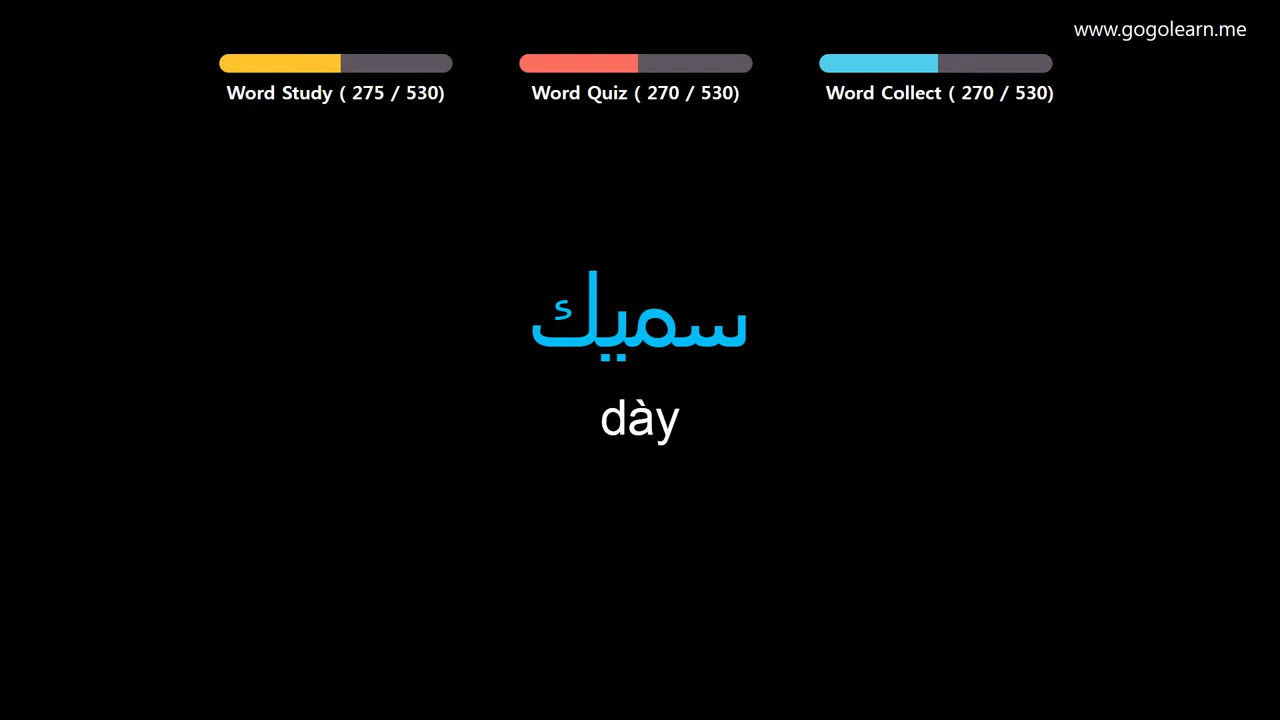 www.gogolearn.me
Word Study ( 275 / 530)
Word Quiz ( 270 / 530)
Word Collect ( 270 / 530)
سميك
dày